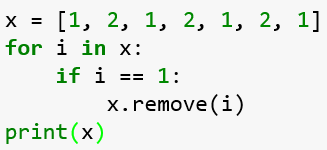 x = [1, 2, 1, 2, 1, 2, 1]
for i in x:
    if i == 1:
        x.remove(i)
print(x)